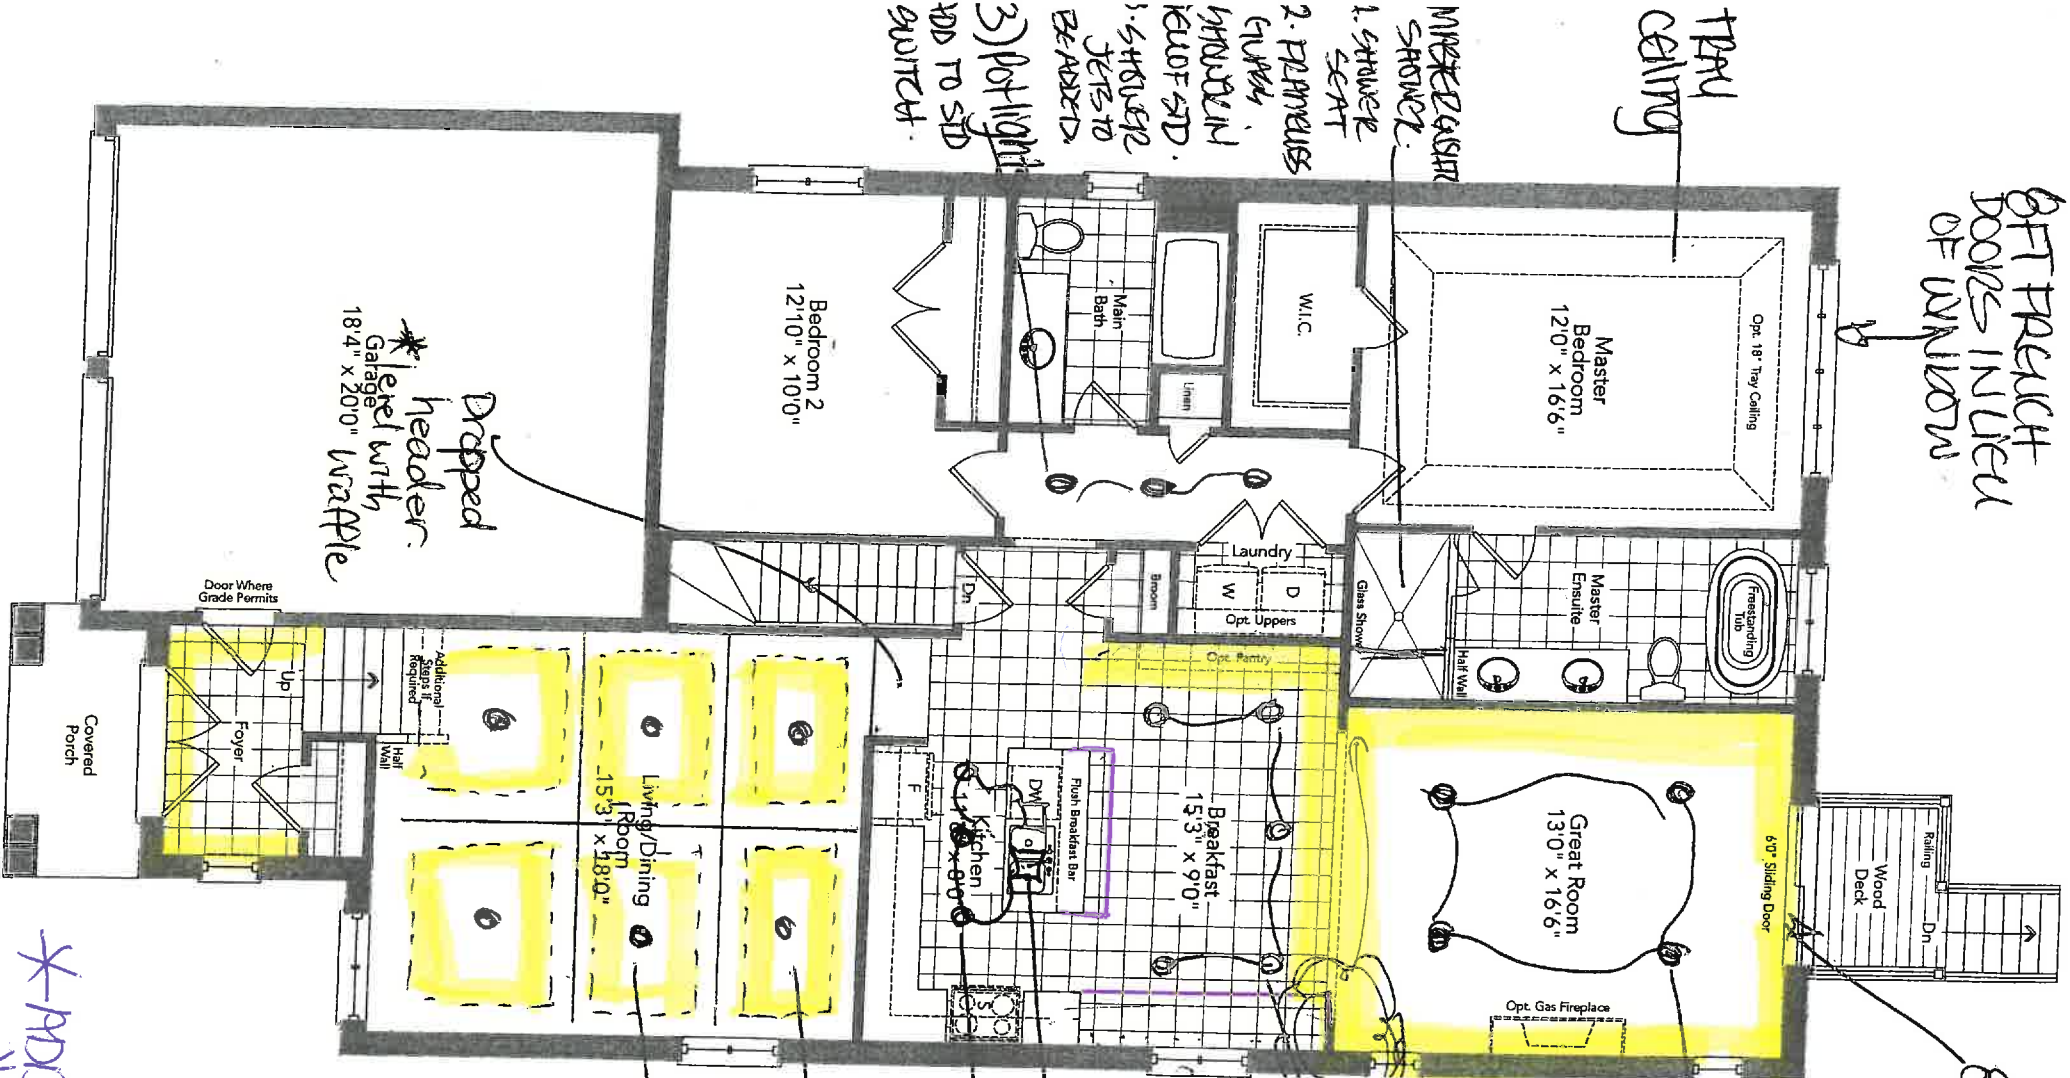 TRAY
CEILING
8FT FRENCH
DOORS IN LIEU
OF WINDOW
SHOWER.
1. SHOWER
SEAT
2. FRAMELESS
GLASS
SHOWER IN
LIEU OF STD.
3. SHOWER
JETS TO
BE ADDED.
3) Potlights
ADD TO STD
SWITCH.
Opt. 18" Tray Ceiling
Master
Bedroom
12'0" x 16'6"
W.I.C.
Linen
Main
Bath
Bedroom 2
12'10" x 10'0"
Dropped
header.
* level with
waffle
Garage
18'4" x 20'0"
Door Where
Grade Permits
Freestanding
Tub
Master
Ensuite
Glass Shower
Half Wall
Laundry
W
D
Opt. Uppers
Broom
Dn
Opt. Pantry
Additional
Steps if
Required
Up
Foyer
Half
Wall
Covered
Porch
Living/Dining
Room
15'3" x 18'0"
F
DW
Flush Breakfast Bar
Kitchen
S
Breakfast
15'3" x 9'0"
Great Room
13'0" x 16'6"
6'0" Sliding Door
Opt. Gas Fireplace
Railing
Wood
Deck
Dn